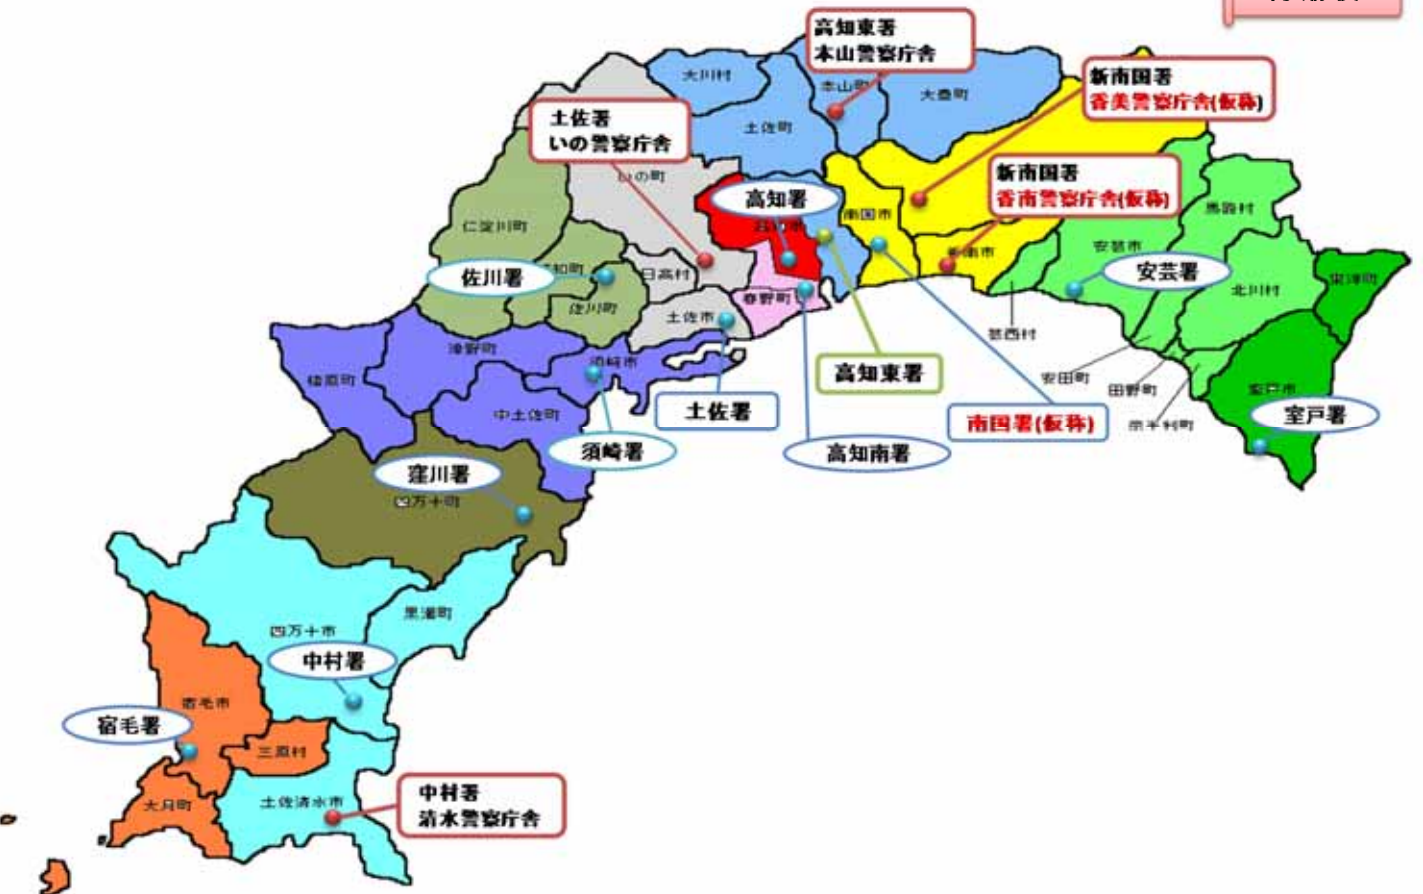 高知東署
本山警察庁舎
新南国署
香美警察庁舎(仮称)
大川村
本山町
大豊町
土佐署
いの警察庁舎
土佐町
新南国署
香南警察庁舎(仮称)
いの町
高知署
南国市
馬路村
仁淀川町
安芸市
佐川署
日高村
安芸署
北川村
東洋町
春野町
佐川町
土佐市
芸西村
津野町
須崎市
梼原町
高知東署
安田町
田野町
室戸市
中土佐町
土佐署
南国署(仮称)
室戸署
奈半利町
須崎署
高知南署
窪川署
四万十町
黒潮町
四万十市
中村署
宿毛市
宿毛署
三原村
中村署
清水警察庁舎
大月町
土佐清水市